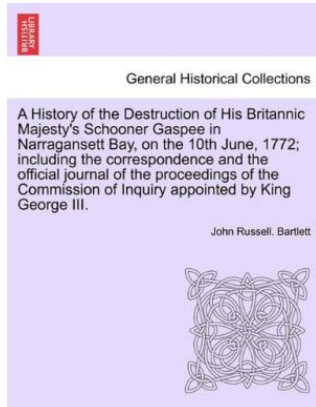 BRITISH
LIBRARY
General Historical Collections
A History of the Destruction of His Britannic
Majesty's Schooner Gaspee in
Narragansett Bay, on the 10th June, 1772;
including the correspondence and the
official journal of the proceedings of the
Commission of Inquiry appointed by King
George III.
John Russell. Bartlett